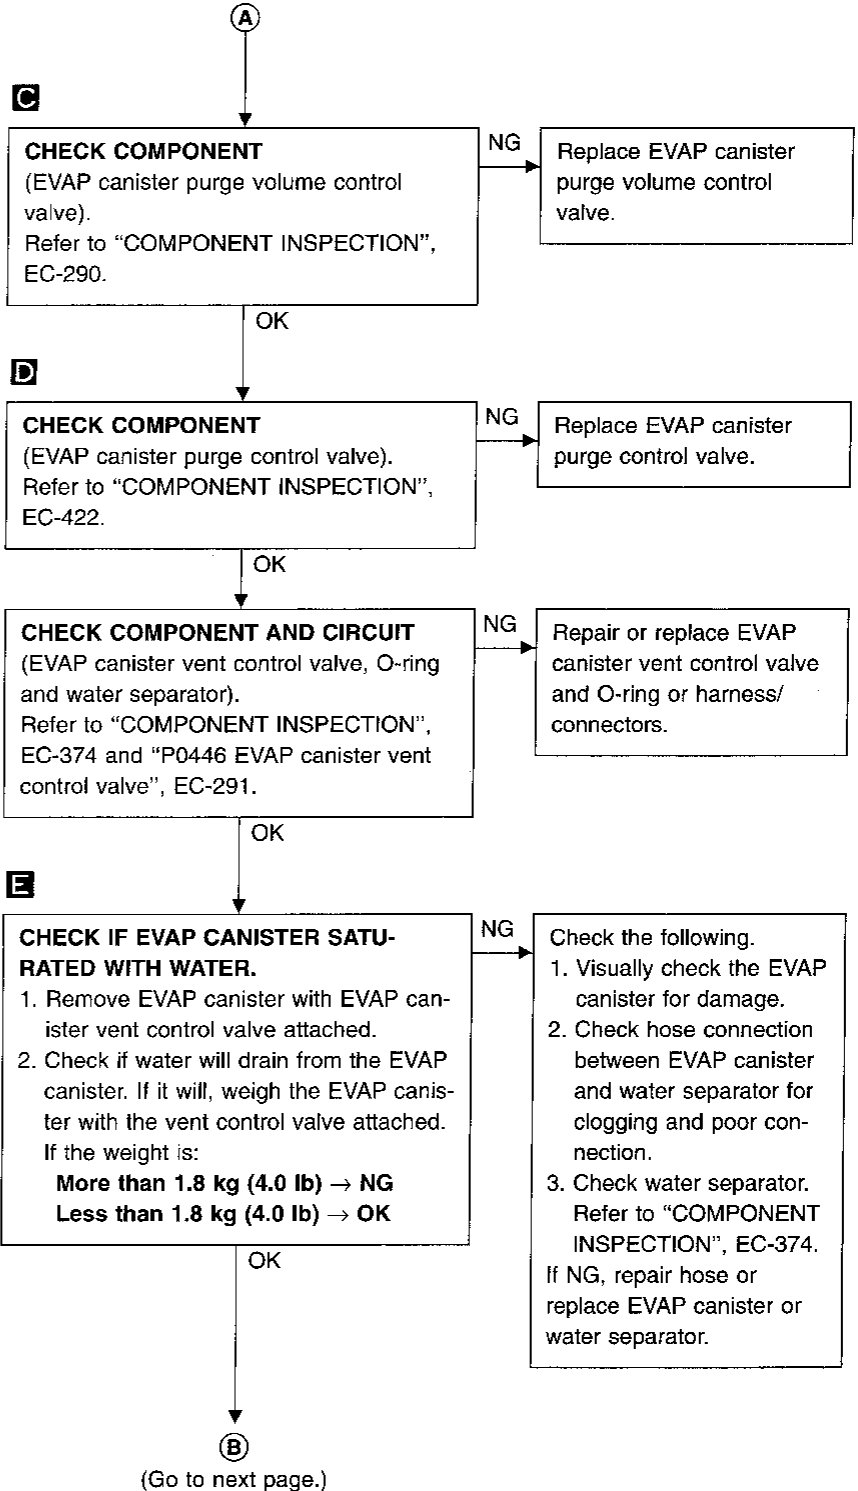 A
C
CHECK COMPONENT
(EVAP canister purge volume control
valve).
Refer to “COMPONENT INSPECTION”,
EC-290.
NG
Replace EVAP canister
purge volume control
valve.
OK
D
CHECK COMPONENT
(EVAP canister purge control valve).
Refer to “COMPONENT INSPECTION”,
EC-422.
NG
Replace EVAP canister
purge control valve.
OK
CHECK COMPONENT AND CIRCUIT
(EVAP canister vent control valve, O-ring
and water separator).
Refer to “COMPONENT INSPECTION”,
EC-374 and “P0446 EVAP canister vent
control valve”, EC-291.
NG
Repair or replace EVAP
canister vent control valve
and O-ring or harness/
connectors.
OK
E
CHECK IF EVAP CANISTER SATU-
RATED WITH WATER.
1. Remove EVAP canister with EVAP can-
ister vent control valve attached.
2. Check if water will drain from the EVAP
canister. If it will, weigh the EVAP canis-
ter with the vent control valve attached.
If the weight is:
More than 1.8 kg (4.0 lb) → NG
Less than 1.8 kg (4.0 lb) → OK
NG
Check the following.
1. Visually check the EVAP
canister for damage.
2. Check hose connection
between EVAP canister
and water separator for
clogging and poor con-
nection.
3. Check water separator.
Refer to “COMPONENT
INSPECTION”, EC-374.
If NG, repair hose or
replace EVAP canister or
water separator.
OK
B
(Go to next page.)